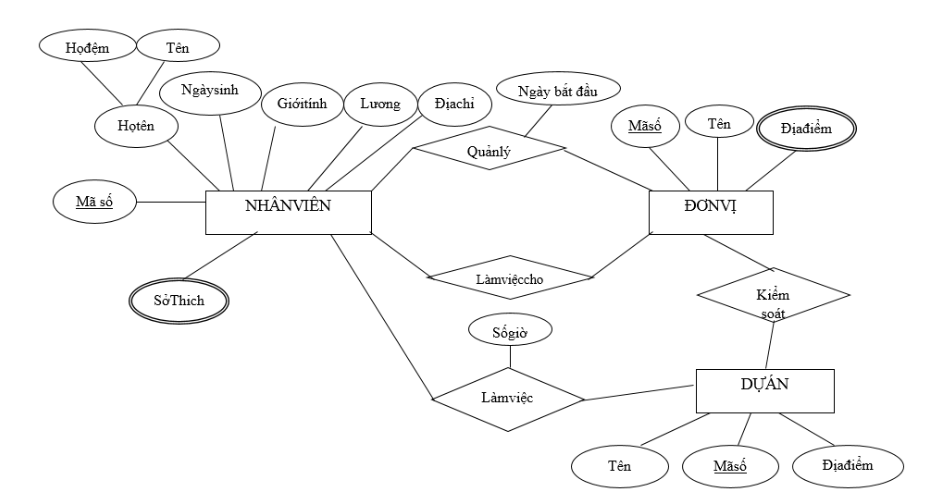 Họđệm
Tên
Ngàysinh
Giớitính
Lương
Địachỉ
Ngày bắt đầu
Mãsố
Tên
Địađiểm
Họtên
Quảnlý
Mã số
NHÂNVIÊN
ĐƠNVỊ
SởThich
Làmviệccho
Kiểm
soát
Sốgiờ
Làmviệc
DỰÁN
Tên
Mãsố
Địađiểm